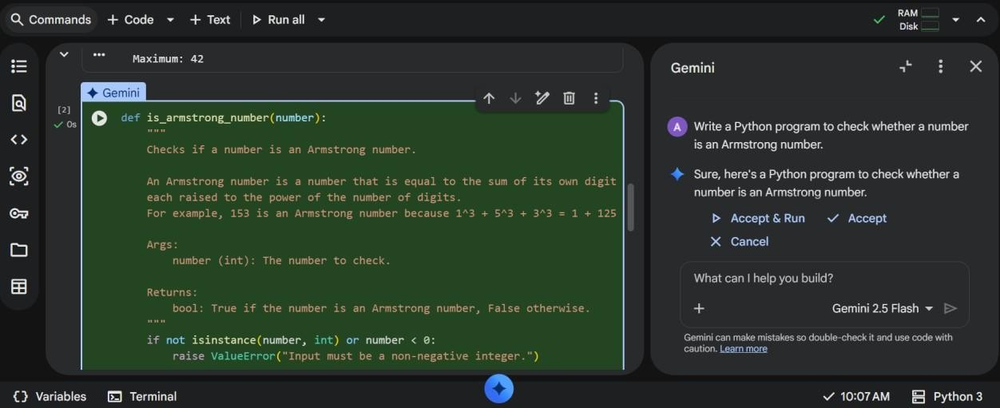 Commands
+ Code
+ Text
Run all
RAM
Disk
Maximum: 42
Gemini
[2]
0s
def is_armstrong_number(number):
"""
Checks if a number is an Armstrong number.
An Armstrong number is a number that is equal to the sum of its own digit
each raised to the power of the number of digits.
For example, 153 is an Armstrong number because 1^3 + 5^3 + 3^3 = 1 + 125
Args:
number (int): The number to check.
Returns:
bool: True if the number is an Armstrong number, False otherwise.
"""
if not isinstance(number, int) or number < 0:
raise ValueError("Input must be a non-negative integer.")
Gemini
A
Write a Python program to check whether a number
is an Armstrong number.
Sure, here's a Python program to check whether a
number is an Armstrong number.
Accept & Run
Accept
Cancel
What can I help you build?
Gemini 2.5 Flash
Gemini can make mistakes so double-check it and use code with
caution. Learn more
Variables
Terminal
10:07 AM
Python 3